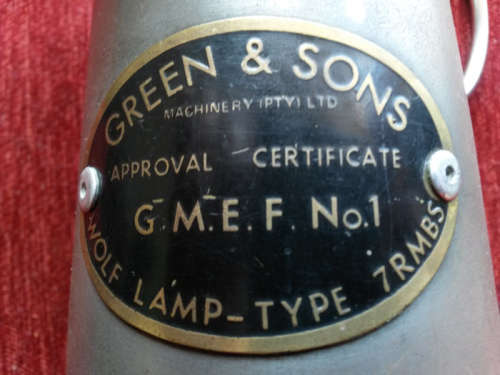 GREEN & SONS
MACHINERY (PTY) LTD
APPROVAL CERTIFICATE
G.M.E.F. No.1
WOLF LAMP-TYPE 7RMBS